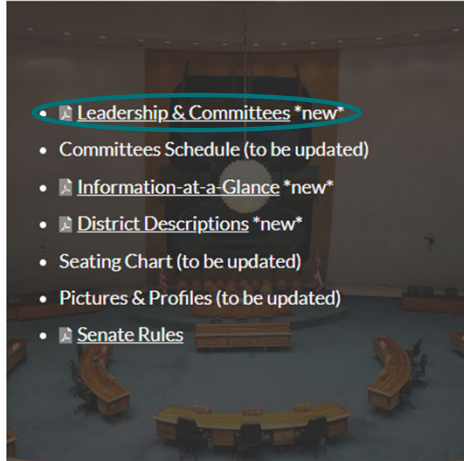 Leadership & Committees *new*
Committees Schedule (to be updated)
Information-at-a-Glance *new*
District Descriptions *new*
Seating Chart (to be updated)
Pictures & Profiles (to be updated)
Senate Rules